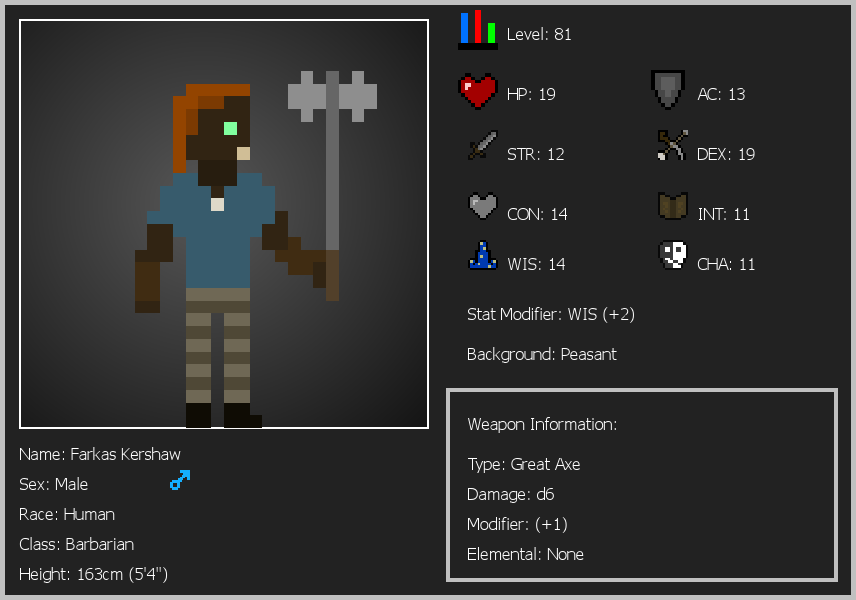 Level: 81
HP: 19
AC: 13
STR: 12
DEX: 19
CON: 14
INT: 11
WIS: 14
CHA: 11
Stat Modifier: WIS (+2)
Background: Peasant
Name: Farkas Kershaw
Sex: Male
Race: Human
Class: Barbarian
Height: 163cm (5'4")
Weapon Information:
Type: Great Axe
Damage: d6
Modifier: (+1)
Elemental: None